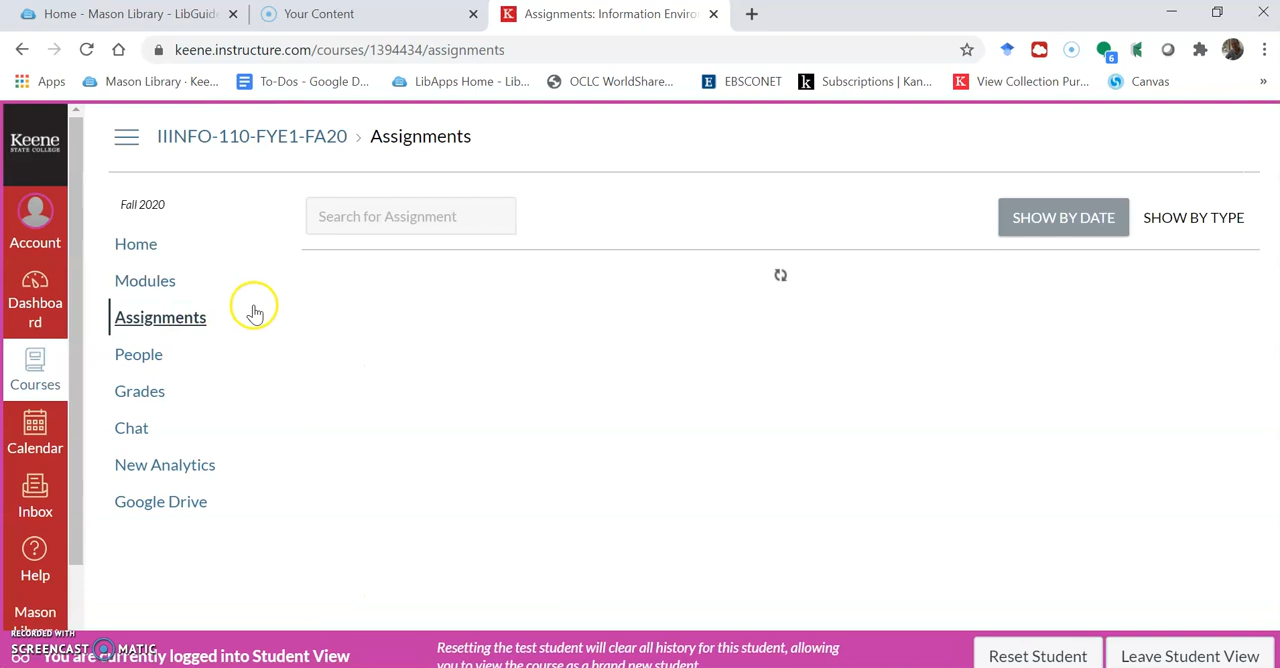 Home - Mason Library - LibGuide
Your Content
Assignments: Information Enviro
keene.instructure.com/courses/1394434/assignments
6
Apps
Mason Library · Kee...
To-Dos - Google D...
LibApps Home - Lib...
OCLC WorldShare...
EBSCONET
Subscriptions | Kan...
View Collection Pur...
Canvas
»
Keene
STATE COLLEGE
IIINFO-110-FYE1-FA20 › Assignments
Fall 2020
Search for Assignment
SHOW BY DATE
SHOW BY TYPE
Home
Modules
Assignments
People
Grades
Chat
New Analytics
Google Drive
Account
Dashboa
rd
Courses
Calendar
Inbox
Help
Mason
RECORDED WITH
SCREENCAST MATIC
You are currently logged into Student View
Resetting the test student will clear all history for this student, allowing
you to view the course as a brand new student.
Reset Student
Leave Student View